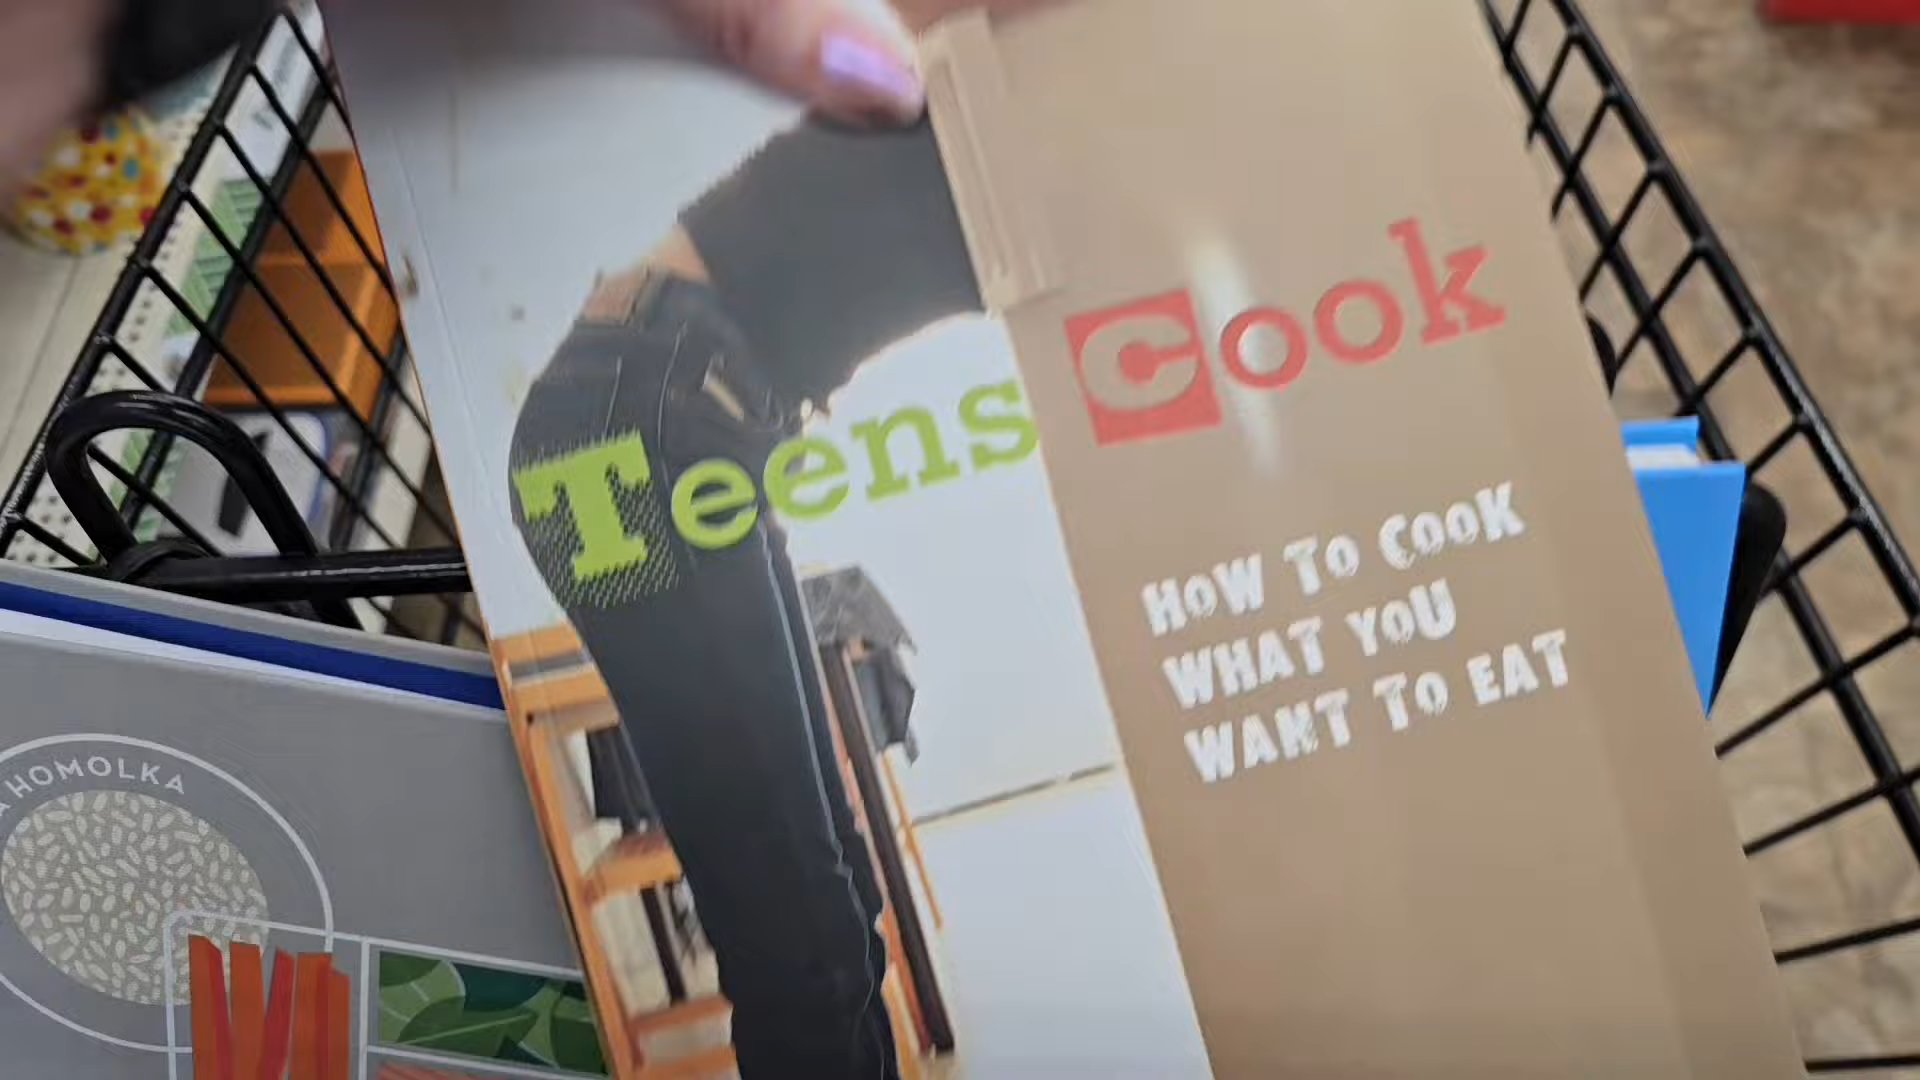 Teens Cook
HOW TO COOK
WHAT YOU
WANT TO EAT
HOMOLKA